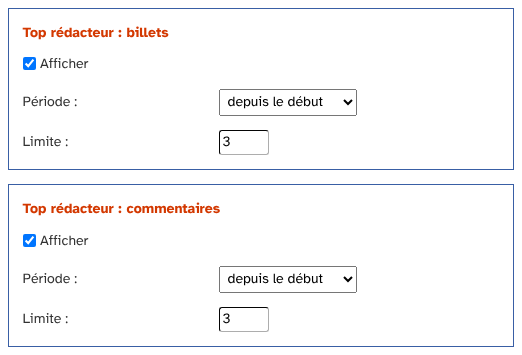 Top rédacteur : billets
Afficher
Période : depuis le début
Limite : 3
Top rédacteur : commentaires
Afficher
Période : depuis le début
Limite : 3